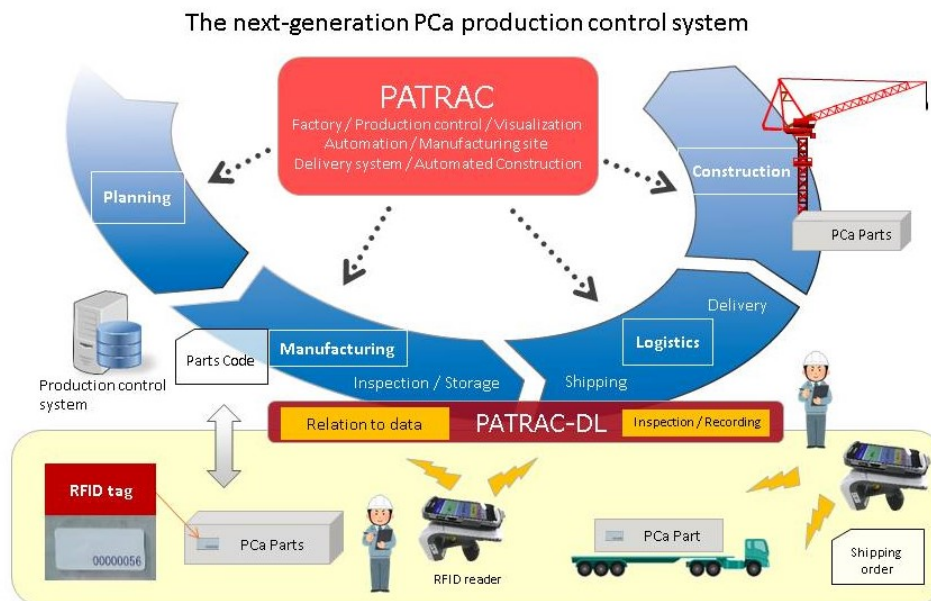 The next-generation PCa production control system
PATRAC
Factory / Production control / Visualization
Automation / Manufacturing site
Delivery system / Automated Construction
Planning
Construction
PCa Parts
Delivery
Production control
system
Parts Code
Manufacturing
Logistics
Inspection / Storage
Shipping
Relation to data
PATRAC-DL
Inspection / Recording
RFID tag
00000056
PCa Parts
RFID reader
PCa Part
Shipping
order